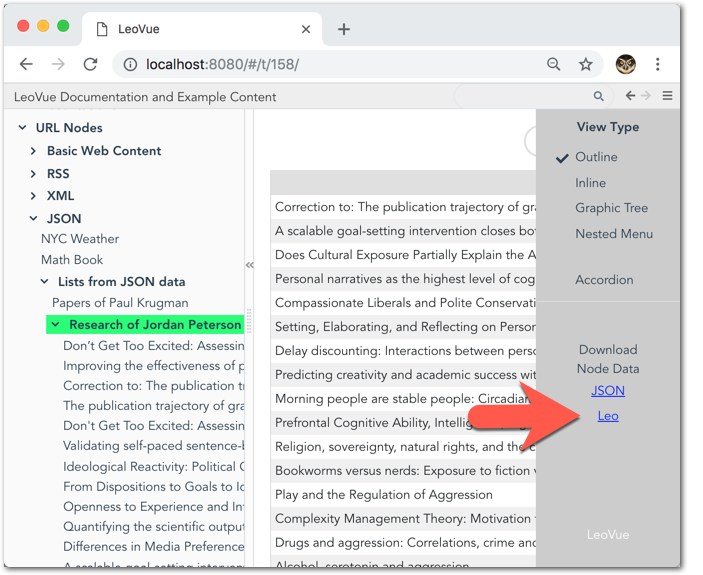 LeoVue
localhost:8080/#/t/158/
LeoVue Documentation and Example Content
URL Nodes
Basic Web Content
RSS
XML
JSON
NYC Weather
Math Book
Lists from JSON data
Papers of Paul Krugman
Research of Jordan Peterson
Don't Get Too Excited: Assessin
Improving the effectiveness of p
Correction to: The publication tr
The publication trajectory of gra
Don't Get Too Excited: Assessin
Validating self-paced sentence-b
Ideological Reactivity: Political C
From Dispositions to Goals to Ic
Openness to Experience and Int
Quantifying the scientific output
Differences in Media Preference
A scalable goal-setting interven
Correction to: The publication trajectory of gra
A scalable goal-setting intervention closes bot
Does Cultural Exposure Partially Explain the A
Personal narratives as the highest level of cog
Compassionate Liberals and Polite Conservati
Setting, Elaborating, and Reflecting on Person
Delay discounting: Interactions between perso
Predicting creativity and academic success wit
Morning people are stable people: Circadian
Prefrontal Cognitive Ability, Intellig
Religion, sovereignty, natural rights, and the c
Bookworms versus nerds: Exposure to fiction v
Play and the Regulation of Aggression
Complexity Management Theory: Motivation f
Drugs and aggression: Correlations, crime anc
Alcohol, serotonin and aggression
View Type
Outline
Inline
Graphic Tree
Nested Menu
Accordion
Download
Node Data
JSON
Leo
LeoVue